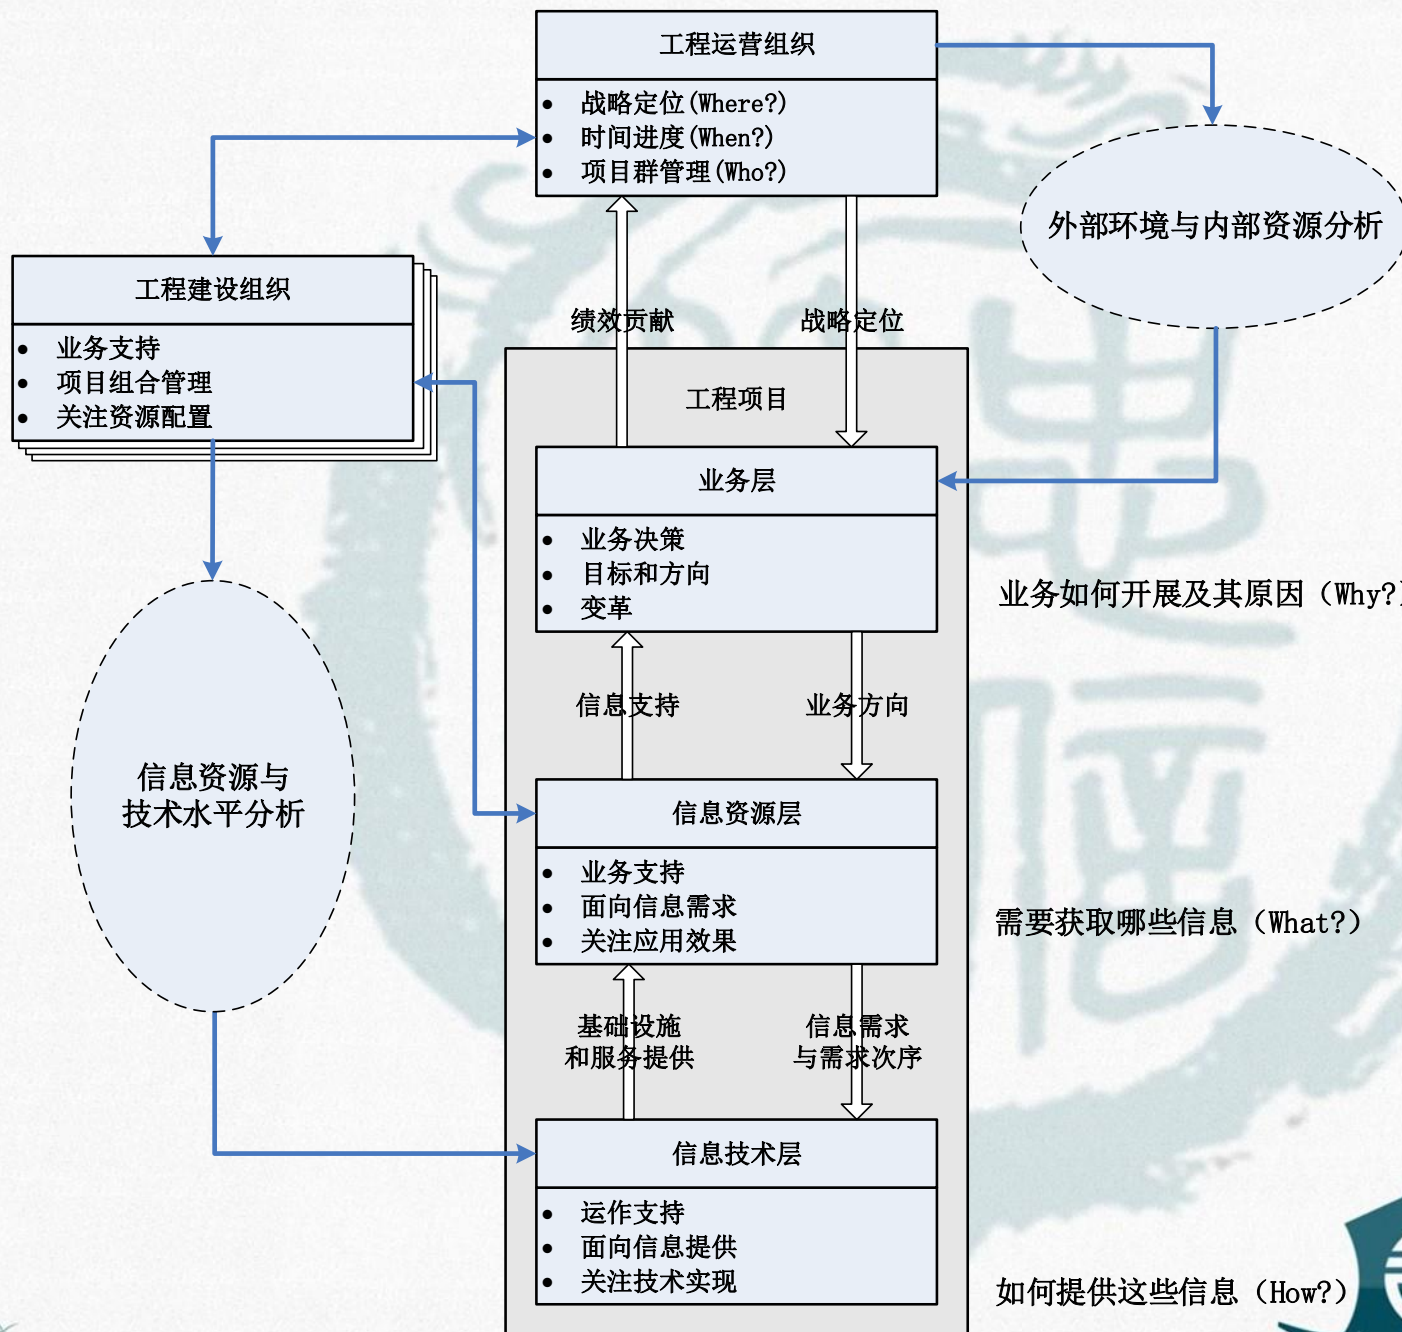 工程运营组织
• 战略定位(Where?)
• 时间进度(When?)
• 项目群管理(Who?)
外部环境与内部资源分析
工程建设组织
• 业务支持
• 项目组合管理
• 关注资源配置
绩效贡献
战略定位
工程项目
业务层
• 业务决策
• 目标和方向
• 变革
业务如何开展及其原因（Why?）
信息支持
业务方向
信息资源与
技术水平分析
信息资源层
• 业务支持
• 面向信息需求
• 关注应用效果
需要获取哪些信息（What?）
基础设施
和服务提供
信息需求
与需求次序
信息技术层
• 运作支持
• 面向信息提供
• 关注技术实现
如何提供这些信息（How?）